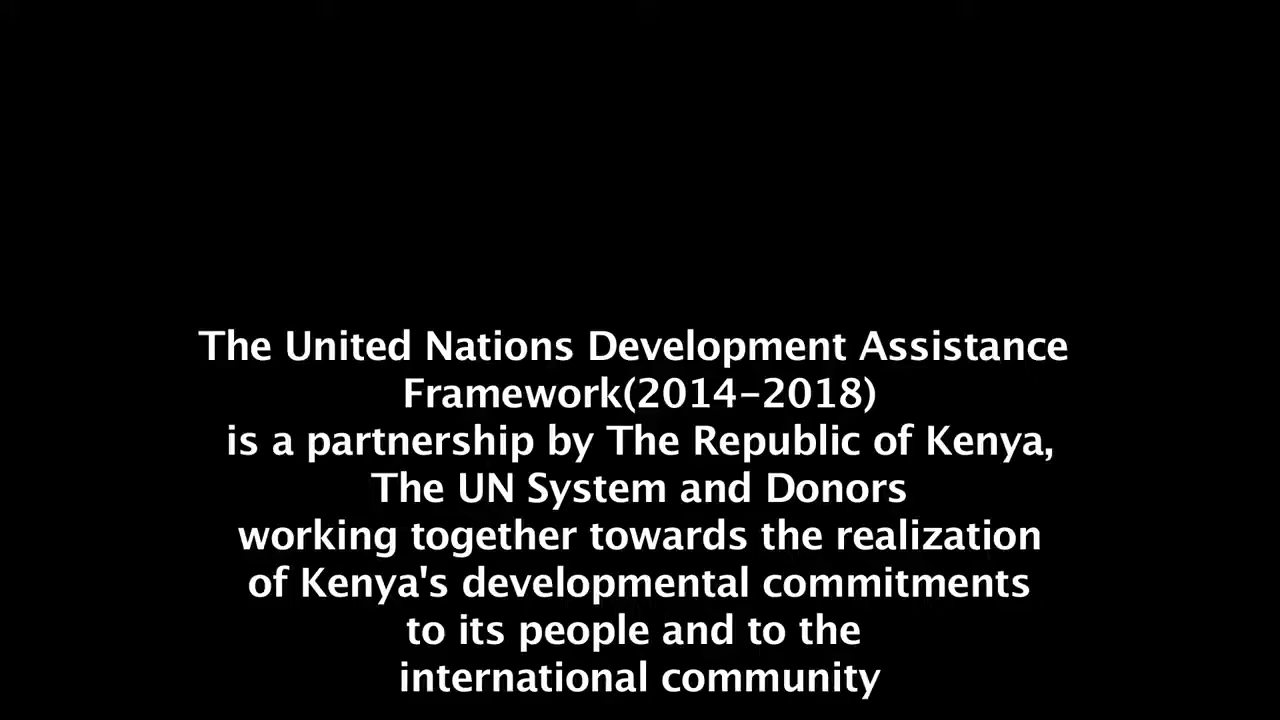 The United Nations Development Assistance
Framework(2014-2018)
is a partnership by The Republic of Kenya,
The UN System and Donors
working together towards the realization
of Kenya's developmental commitments
to its people and to the
international community